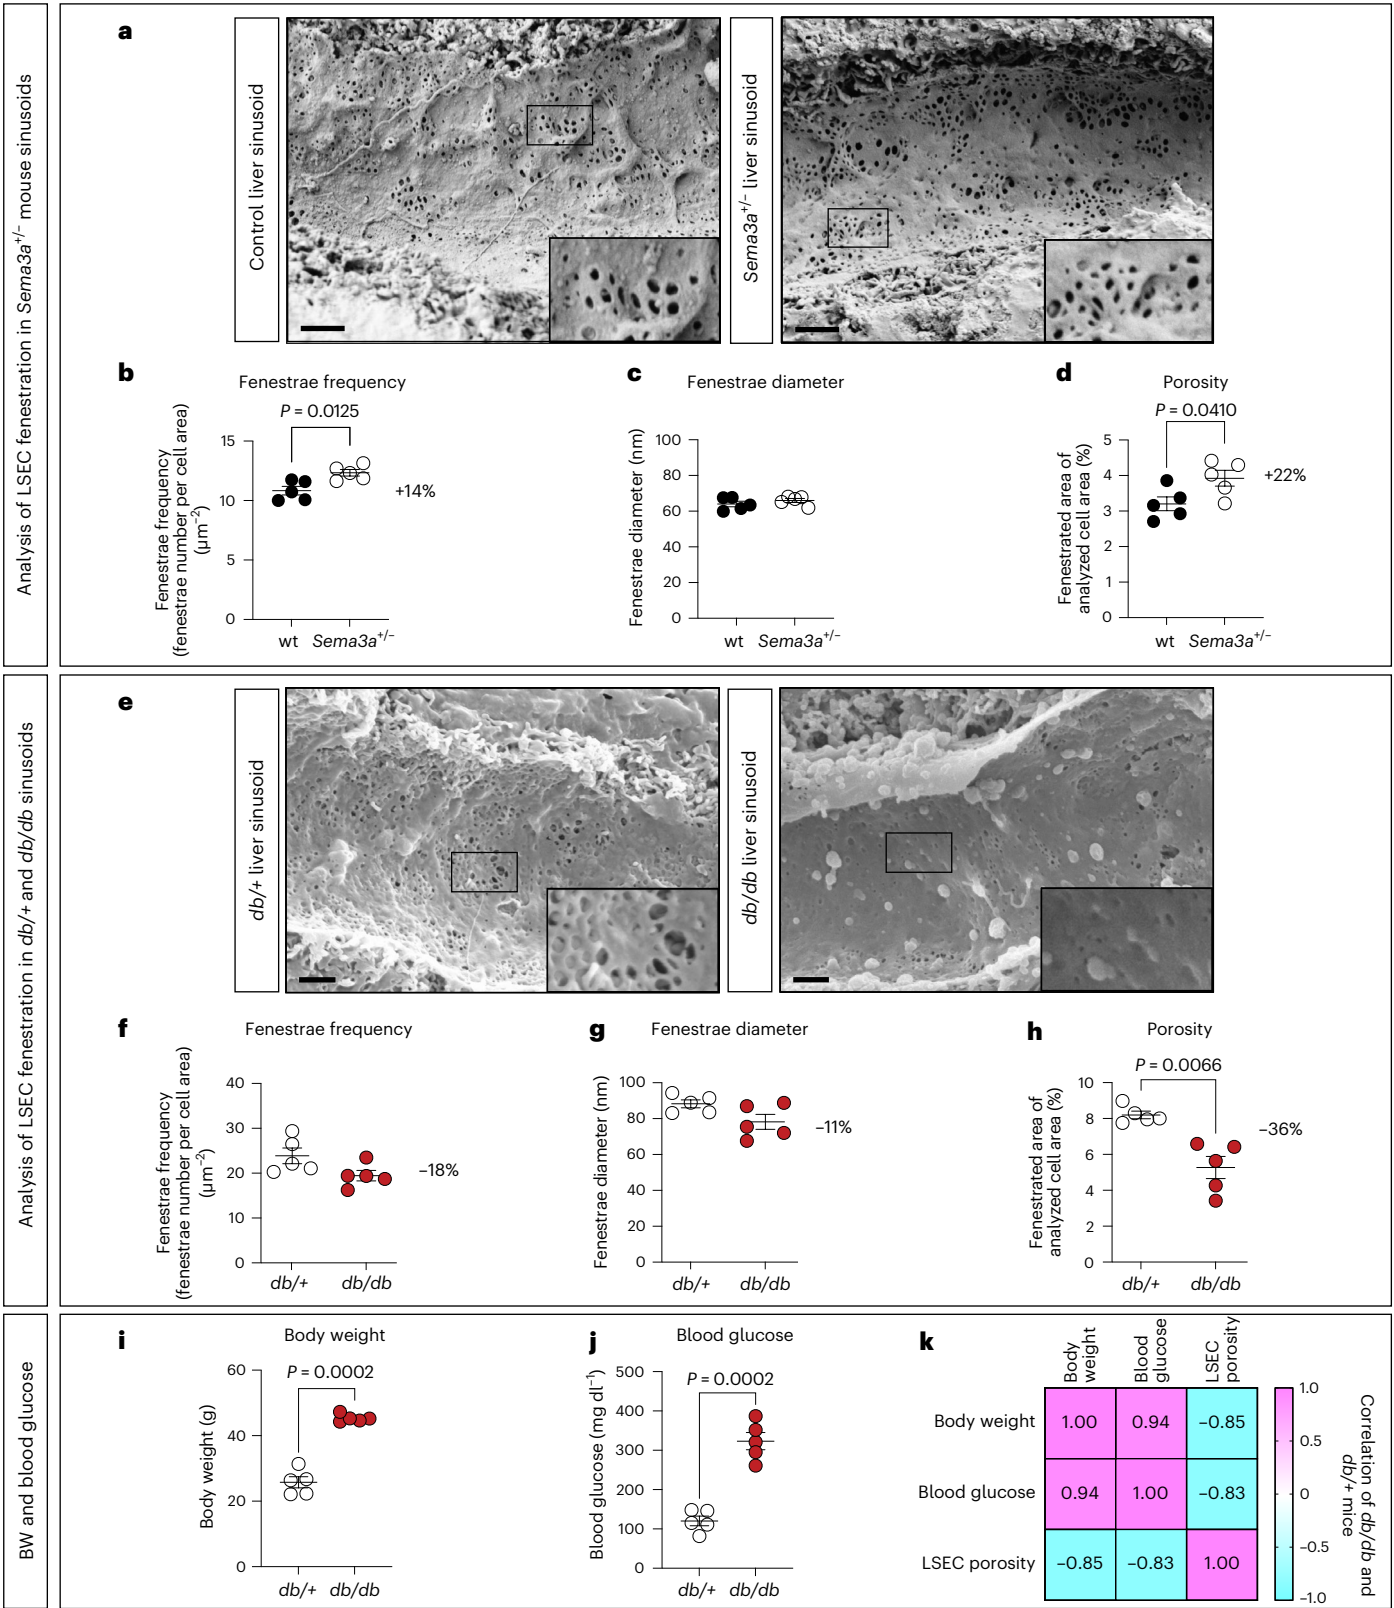 Analysis of LSEC fenestration in Sema3a+/− mouse sinusoids
a
Control liver sinusoid
Sema3a+/− liver sinusoid
b
Fenestrae frequency
P = 0.0125
Fenestrae frequency
(fenestrae number per cell area)
(µm−2)
15
10
5
0
+14%
wt
Sema3a+/−
c
Fenestrae diameter
Fenestrae diameter (nm)
100
80
60
40
20
0
wt
Sema3a+/−
d
Porosity
P = 0.0410
Fenestrated area of
analyzed cell area (%)
5
4
3
2
1
0
+22%
wt
Sema3a+/−
Analysis of LSEC fenestration in db/+ and db/db sinusoids
e
db/+ liver sinusoid
db/db liver sinusoid
f
Fenestrae frequency
Fenestrae frequency
(fenestrae number per cell area)
(µm−2)
40
30
20
10
0
−18%
db/+
db/db
g
Fenestrae diameter
Fenestrae diameter (nm)
100
80
60
40
20
0
−11%
db/+
db/db
h
Porosity
P = 0.0066
Fenestrated area of
analyzed cell area (%)
10
8
6
4
2
0
−36%
db/+
db/db
BW and blood glucose
i
Body weight
P = 0.0002
Body weight (g)
60
40
20
0
db/+
db/db
j
Blood glucose
P = 0.0002
Blood glucose (mg dl−1)
500
400
300
200
100
0
db/+
db/db
k
Body
weight
Blood
glucose
LSEC
porosity
Body weight
1.00
0.94
−0.85
Blood glucose
0.94
1.00
−0.83
LSEC porosity
−0.85
−0.83
1.00
1.0
0.5
0
−0.5
−1.0
Correlation of db/db and
db/+ mice